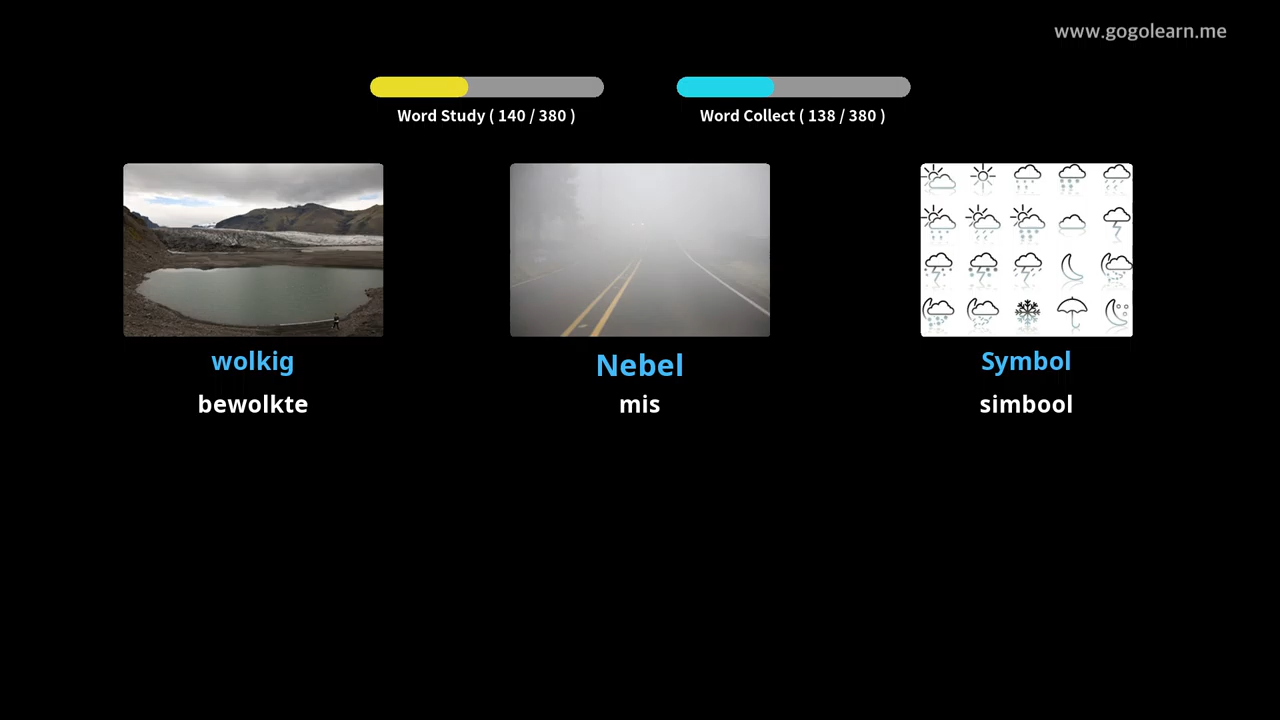 www.gogolearn.me
Word Study ( 140 / 380 )
Word Collect ( 138 / 380 )
wolkig
Nebel
Symbol
bewolkte
mis
simbool